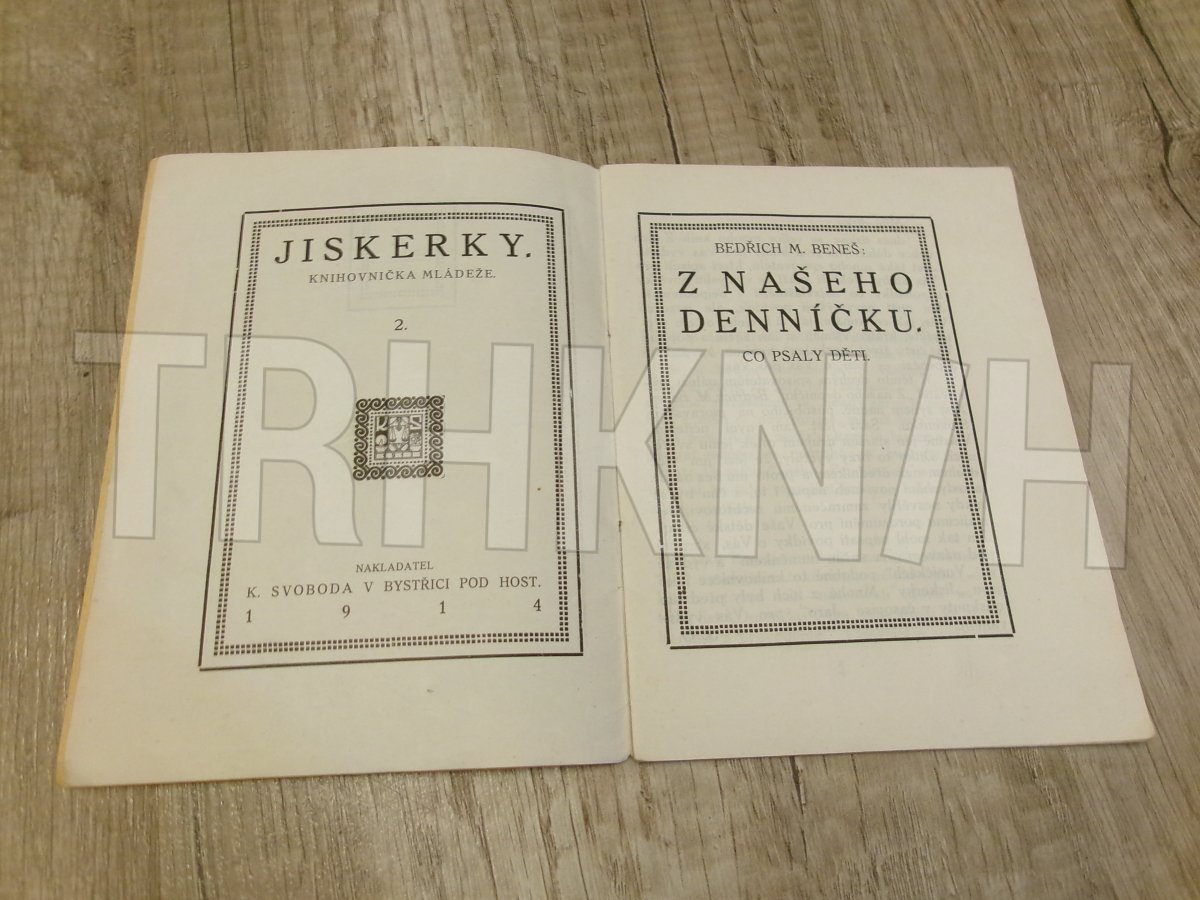 JISKERKY.
KNIHOVNIČKA MLÁDEŽE.
2.
K S
NAKLADATEL
K. SVOBODA V BYSTŘICI POD HOST.
1 9 1 4
BEDŘICH M. BENEŠ:
Z NAŠEHO
DENNÍČKU.
CO PSALY DĚTI.
TRHKNIH